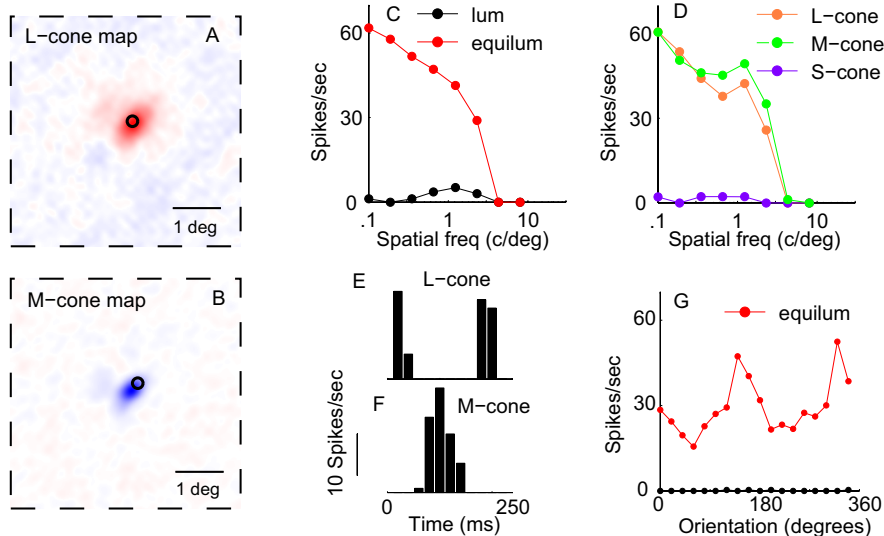 L−cone map
A
1 deg
M−cone map
B
1 deg
C
lum
equilum
Spikes/sec
60
30
0
.1
1
10
Spatial freq (c/deg)
D
L−cone
M−cone
S−cone
Spikes/sec
60
30
0
.1
1
10
Spatial freq (c/deg)
E
L−cone
F
M−cone
10 Spikes/sec
0
250
Time (ms)
G
equilum
Spikes/sec
60
0
0
180
360
Orientation (degrees)